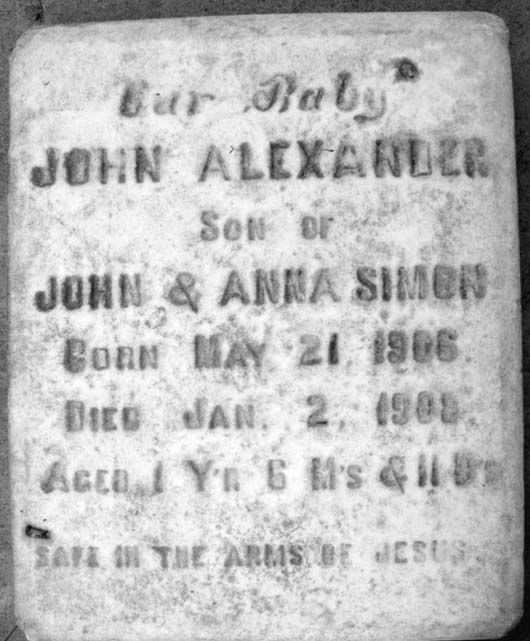 Our Baby
JOHN ALEXANDER
SON OF
JOHN & ANNA SIMON
BORN MAY 21 1906.
DIED JAN. 2, 1908.
AGED 1 Y'R 6 M'S & 11 D'S
SAFE IN THE ARMS OF JESUS.